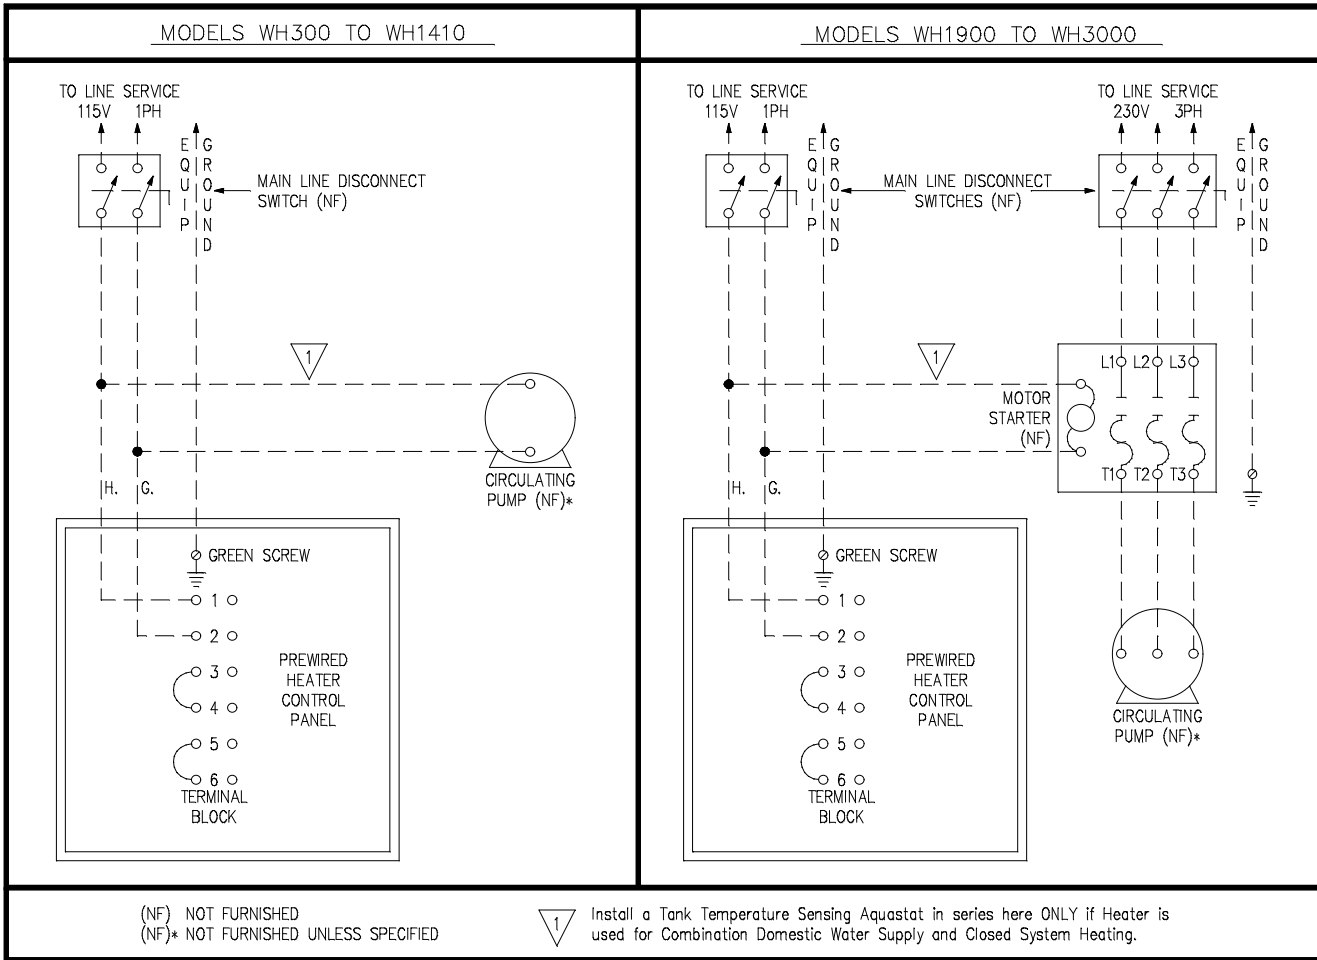 MODELS WH300 TO WH1410
TO LINE SERVICE
115V 1PH
EQUIP
GROUND
MAIN LINE DISCONNECT
SWITCH (NF)
1
H. G.
CIRCULATING
PUMP (NF)*
GREEN SCREW
1
2
3
4
5
6
TERMINAL
BLOCK
PREWIRED
HEATER
CONTROL
PANEL
MODELS WH1900 TO WH3000
TO LINE SERVICE
115V 1PH
EQUIP
GROUND
MAIN LINE DISCONNECT
SWITCHES (NF)
TO LINE SERVICE
230V 3PH
EQUIP
GROUND
1
L1 L2 L3
MOTOR
STARTER
(NF)
T1 T2 T3
H. G.
GREEN SCREW
1
2
3
4
5
6
TERMINAL
BLOCK
PREWIRED
HEATER
CONTROL
PANEL
CIRCULATING
PUMP (NF)*
(NF) NOT FURNISHED
(NF)* NOT FURNISHED UNLESS SPECIFIED
1
Install a Tank Temperature Sensing Aquastat in series here ONLY if Heater is
used for Combination Domestic Water Supply and Closed System Heating.